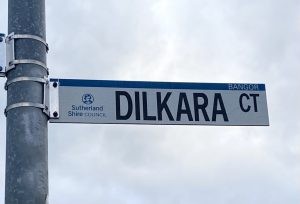 BANGOR
Sutherland
Shire COUNCIL
DILKARA CT